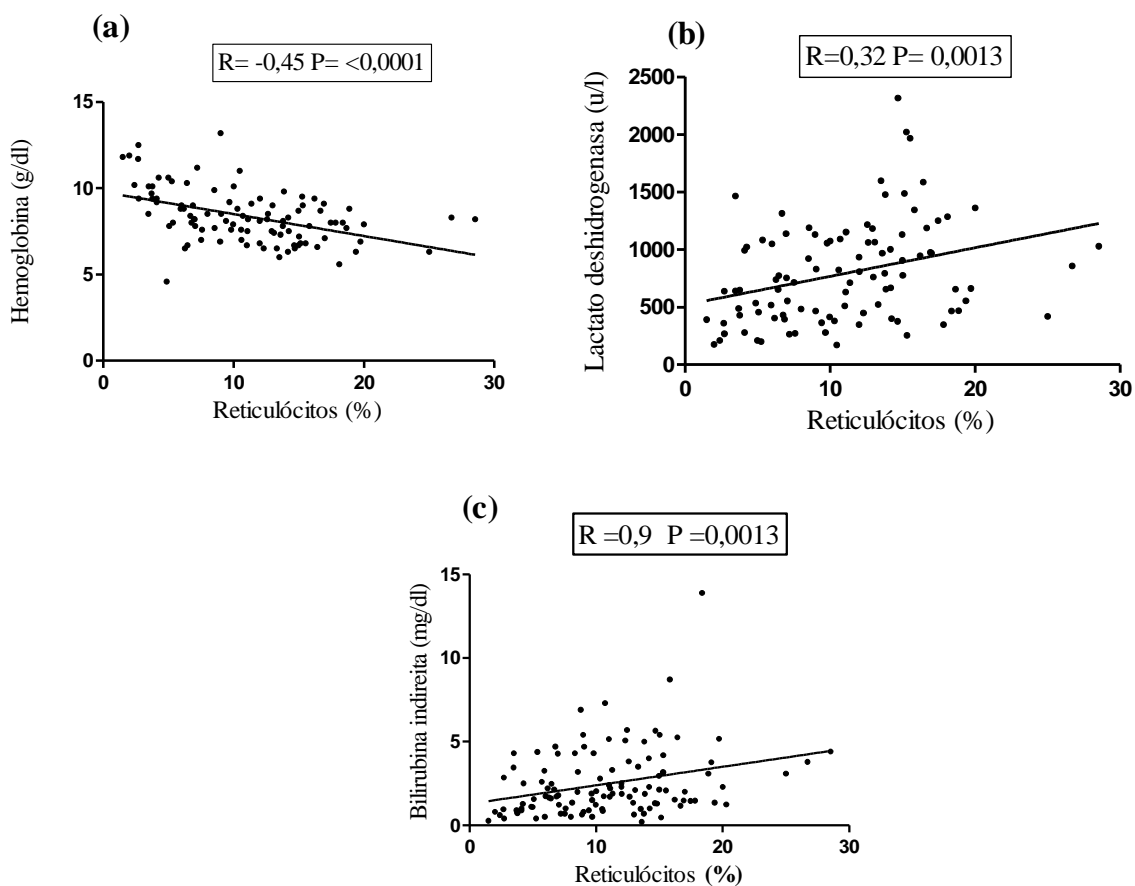 (a)
R= -0,45 P= <0,0001
Hemoglobina (g/dl)
15
10
5
0
0 10 20 30
Reticulócitos (%)
(b)
R=0,32 P= 0,0013
Lactato deshidrogenasa (u/l)
2500
2000
1500
1000
500
0
0 10 20 30
Reticulócitos (%)
(c)
R =0,9 P =0,0013
Bilirubina indireita (mg/dl)
15
10
5
0
0 10 20 30
Reticulócitos (%)